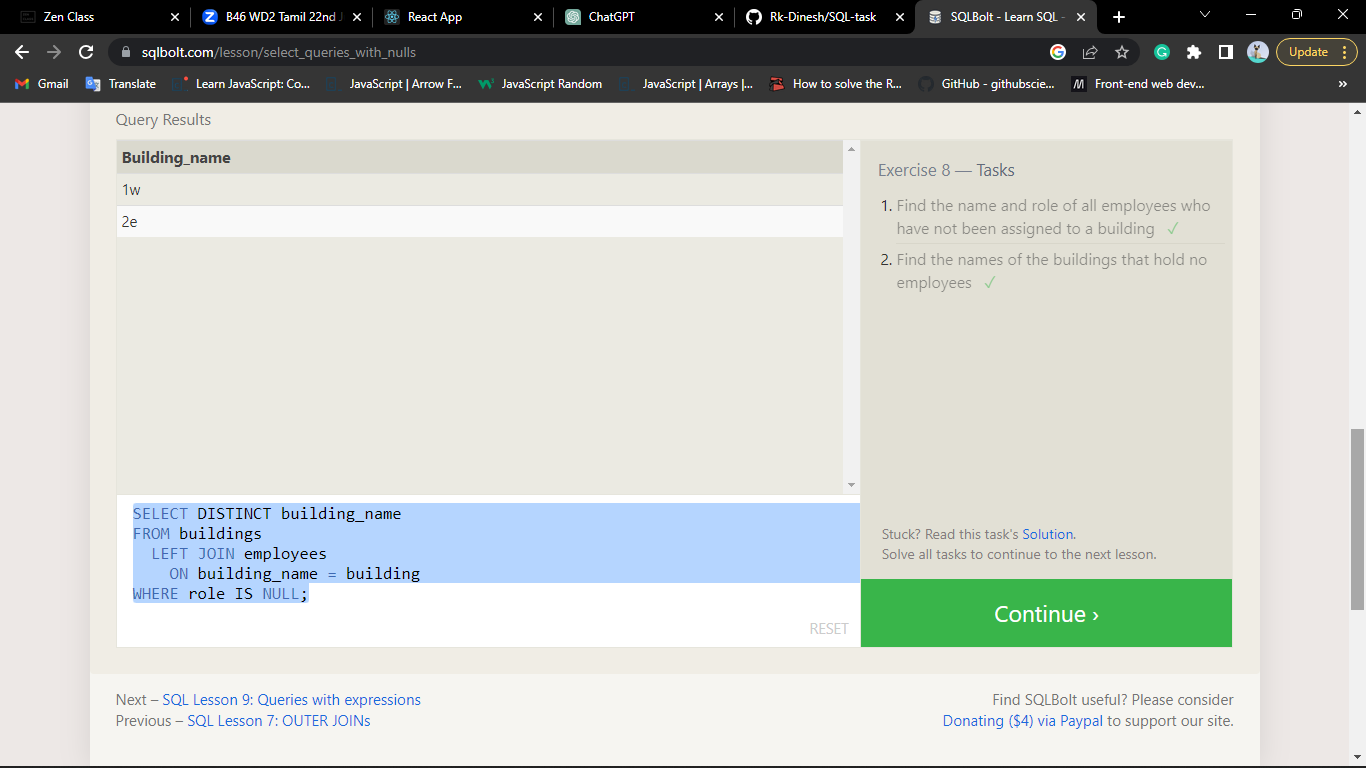 Zen Class
B46 WD2 Tamil 22nd J
React App
ChatGPT
Rk-Dinesh/SQL-task
SQLBolt - Learn SQL -
sqlbolt.com/lesson/select_queries_with_nulls
Update
Gmail
Translate
Learn JavaScript: Co...
JavaScript | Arrow F...
JavaScript Random
JavaScript | Arrays |...
How to solve the R...
GitHub - githubscie...
Front-end web dev...
»
Query Results
Building_name
1w
2e
Exercise 8 — Tasks
1. Find the name and role of all employees who
have not been assigned to a building ✓
2. Find the names of the buildings that hold no
employees ✓
Stuck? Read this task's Solution.
Solve all tasks to continue to the next lesson.
Continue ›
SELECT DISTINCT building_name
FROM buildings
LEFT JOIN employees
ON building_name = building
WHERE role IS NULL;
RESET
Next – SQL Lesson 9: Queries with expressions
Previous – SQL Lesson 7: OUTER JOINs
Find SQLBolt useful? Please consider
Donating ($4) via Paypal to support our site.